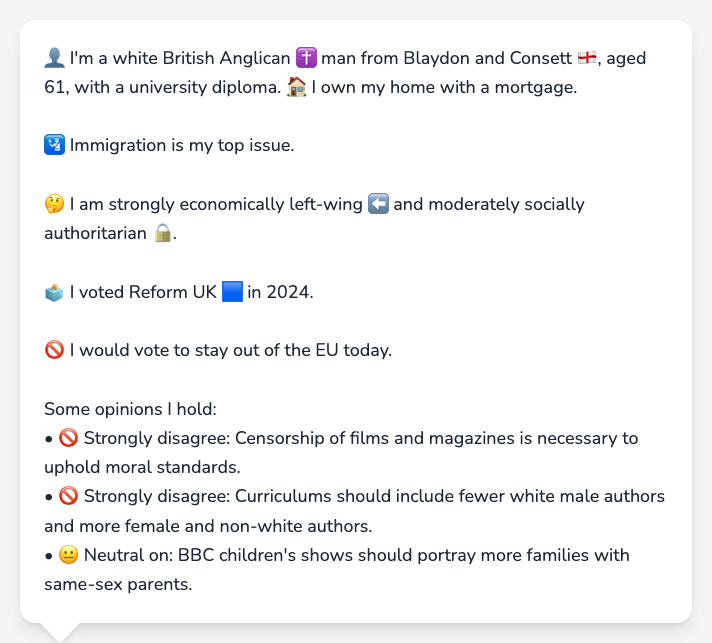 👤 I'm a white British Anglican ✝️ man from Blaydon and Consett 🏴󠁧󠁢󠁥󠁮󠁧󠁿, aged
61, with a university diploma. 🏠 I own my home with a mortgage.
🛂 Immigration is my top issue.
🤔 I am strongly economically left-wing ⬅️ and moderately socially
authoritarian 🔒.
🗳️ I voted Reform UK 🟦 in 2024.
🚫 I would vote to stay out of the EU today.
Some opinions I hold:
• 🚫 Strongly disagree: Censorship of films and magazines is necessary to
uphold moral standards.
• 🚫 Strongly disagree: Curriculums should include fewer white male authors
and more female and non-white authors.
• 😐 Neutral on: BBC children's shows should portray more families with
same-sex parents.